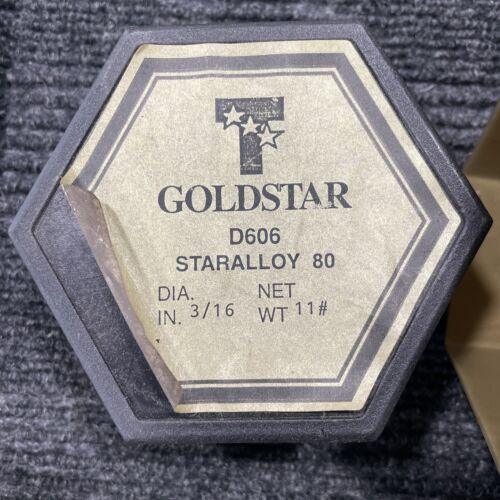 T
GOLDSTAR
D606
STARALLOY 80
DIA. NET
IN. 3/16 WT 11#